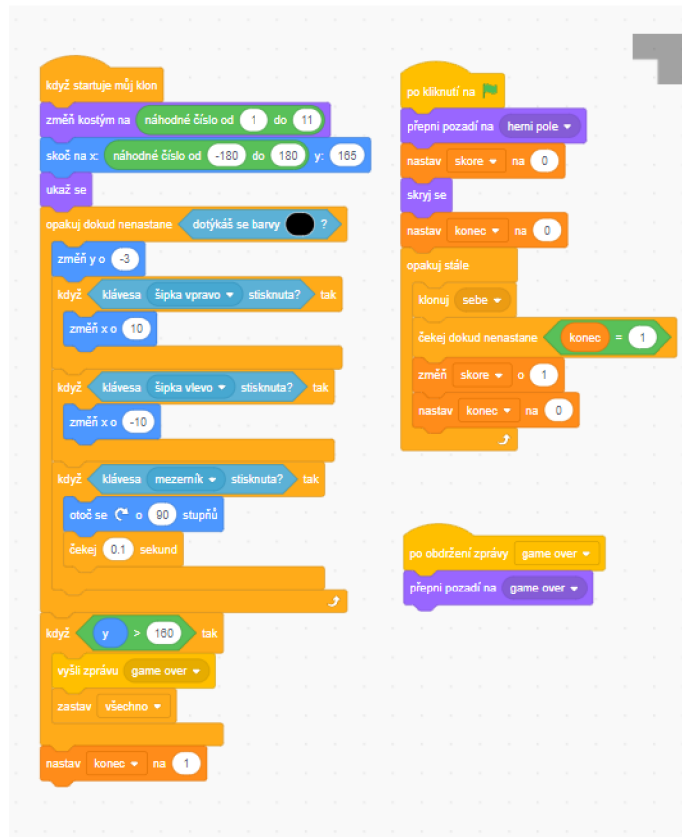 když startuje můj klon
změň kostým na náhodné číslo od 1 do 11
skoč na x: náhodné číslo od -180 do 180 y: 165
ukaž se
opakuj dokud nenastane dotýkáš se barvy ?
změň y o -3
když klávesa šipka vpravo stisknuta? tak
změň x o 10
když klávesa šipka vlevo stisknuta? tak
změň x o -10
když klávesa mezerník stisknuta? tak
otoč se o 90 stupňů
čekej 0.1 sekund
když y > 160 tak
vyšli zprávu game over
zastav všechno
nastav konec na 1
po kliknutí na
přepni pozadí na herni pole
nastav skore na 0
skryj se
nastav konec na 0
opakuj stále
klonuj sebe
čekej dokud nenastane konec = 1
změň skore o 1
nastav konec na 0
po obdržení zprávy game over
přepni pozadí na game over